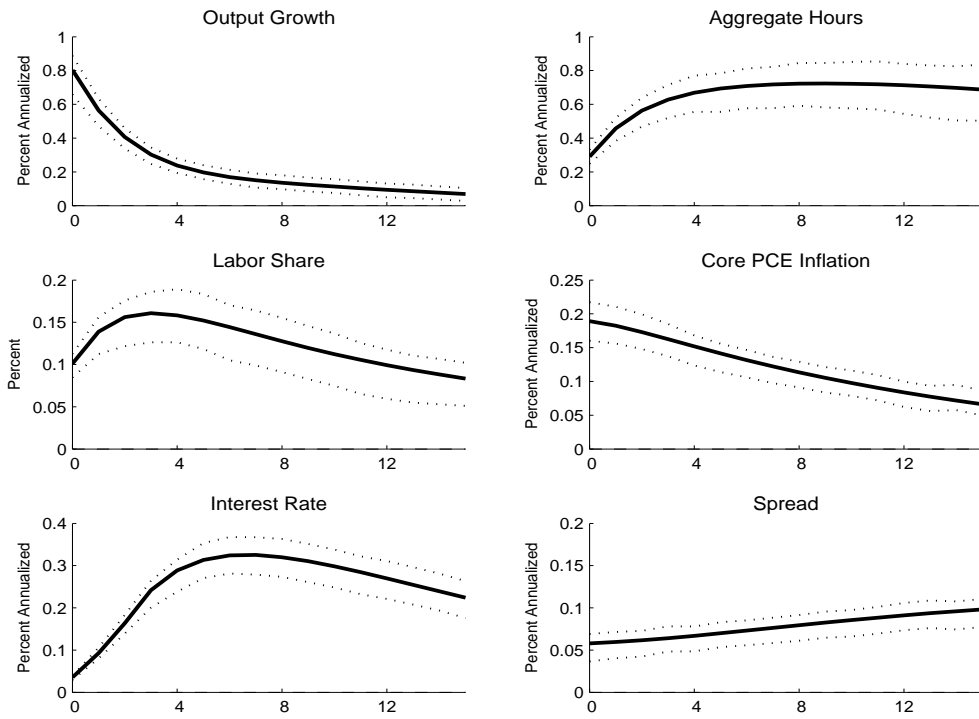 Output Growth
Percent Annualized
1
0.8
0.6
0.4
0.2
0
0 4 8 12
Aggregate Hours
Percent Annualized
1
0.8
0.6
0.4
0.2
0
0 4 8 12
Labor Share
Percent
0.2
0.15
0.1
0.05
0
0 4 8 12
Core PCE Inflation
Percent Annualized
0.25
0.2
0.15
0.1
0.05
0
0 4 8 12
Interest Rate
Percent Annualized
0.4
0.3
0.2
0.1
0
0 4 8 12
Spread
Percent Annualized
0.2
0.15
0.1
0.05
0
0 4 8 12